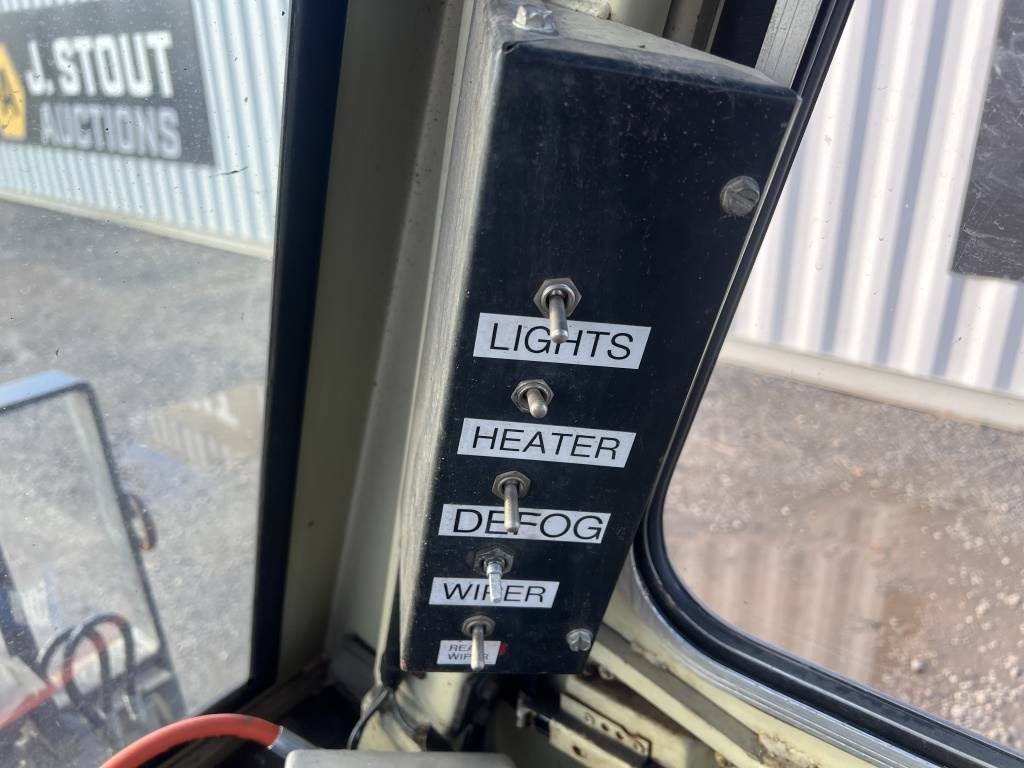 J. STOUT
AUCTIONS
LIGHTS
HEATER
DEFOG
WIPER
REAR
WIPER